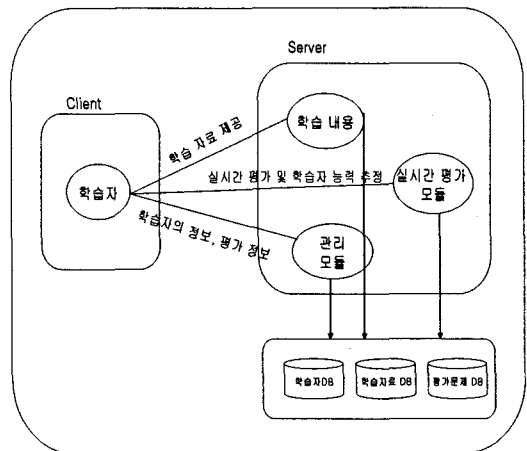 Server
Client
학습 내용
학습 자료 제공
실시간 평가 및 학습자 능력 추정
실시간 평가
모듈
학습자
학습자의 정보, 평가 정보
관리
모듈
학습자DB
학습자료 DB
평가문제 DB